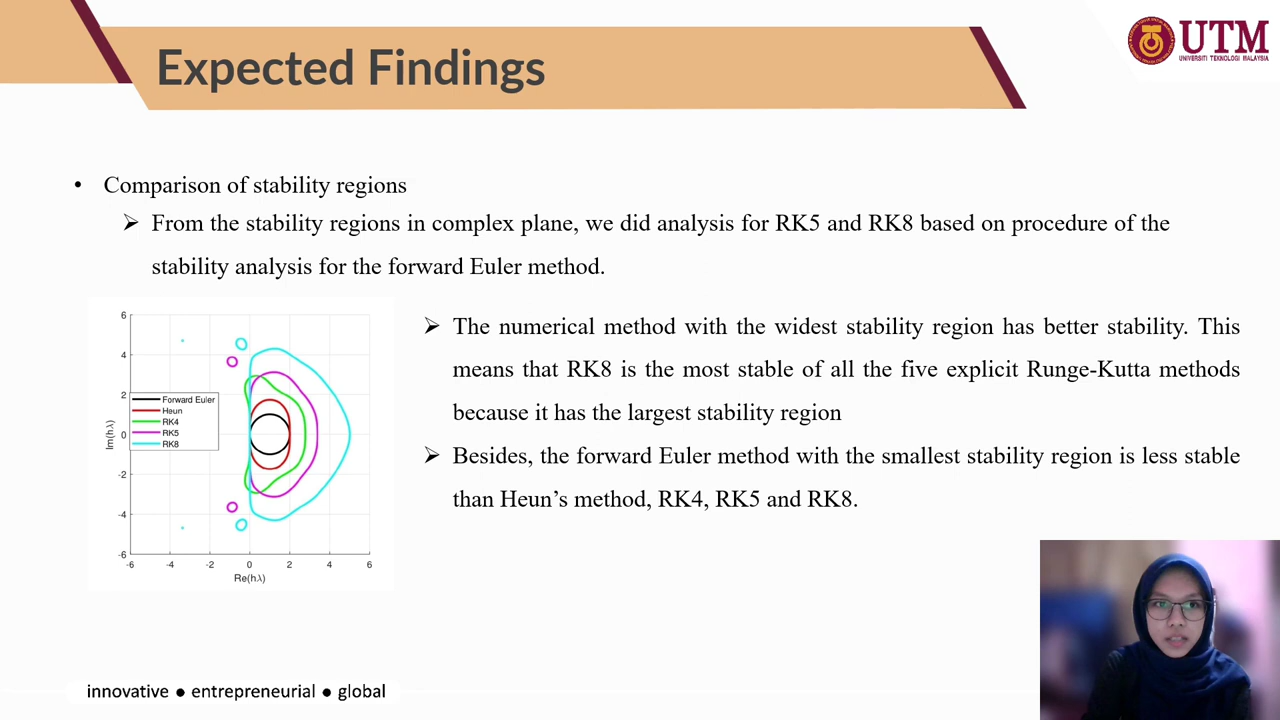 Expected Findings
UTM
UNIVERSITI TEKNOLOGI MALAYSIA
• Comparison of stability regions
➢ From the stability regions in complex plane, we did analysis for RK5 and RK8 based on procedure of the
stability analysis for the forward Euler method.
6
4
2
0
-2
-4
-6
Im(hλ)
Forward Euler
Heun
RK4
RK5
RK8
-6 -4 -2 0 2 4 6
Re(hλ)
➢ The numerical method with the widest stability region has better stability. This
means that RK8 is the most stable of all the five explicit Runge-Kutta methods
because it has the largest stability region
➢ Besides, the forward Euler method with the smallest stability region is less stable
than Heun’s method, RK4, RK5 and RK8.
innovative ● entrepreneurial ● global